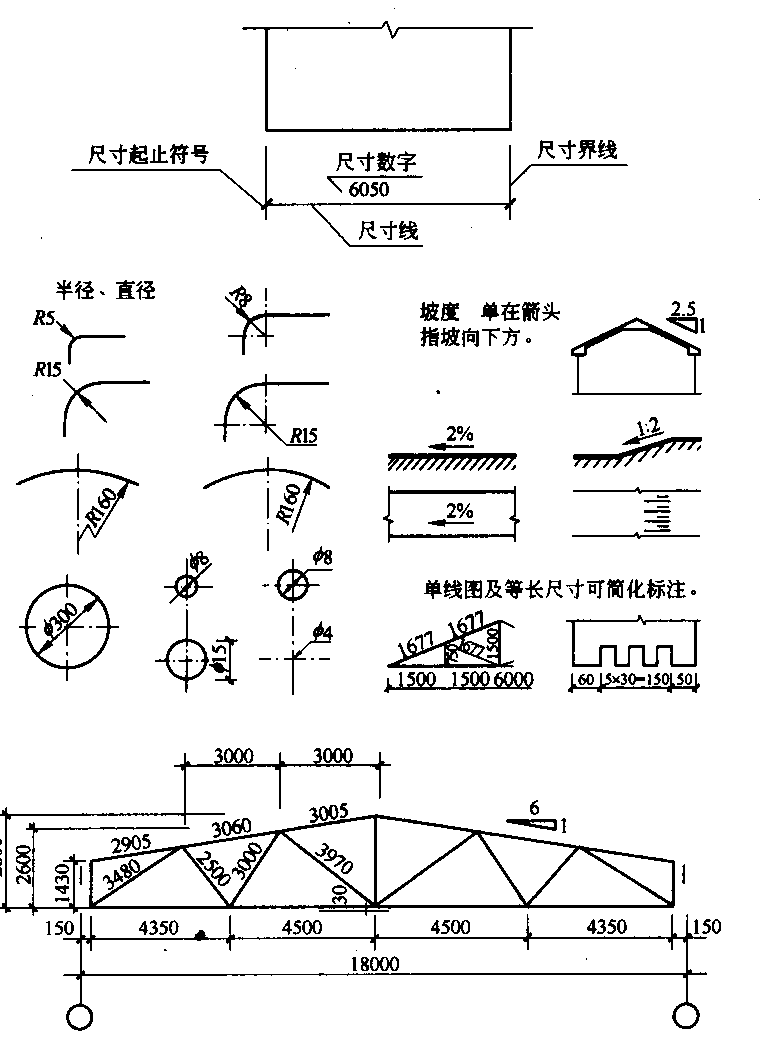 尺寸起止符号
尺寸数字
6050
尺寸界线
尺寸线
半径、直径
R5
R8
R15
R15
R160
R160
ϕ300
ϕ8
ϕ15
ϕ8
ϕ4
坡度 单在箭头
指坡向下方。
2.5
1
2%
1:2
2%
单线图及等长尺寸可简化标注。
1677
1677
750
1677
1500
1500
1500
6000
60
5×30=150
50
3000
3000
2905
3060
3005
6
1
2600
1430
3480
2500
3000
3970
30
150
4350
4500
4500
4350
150
18000